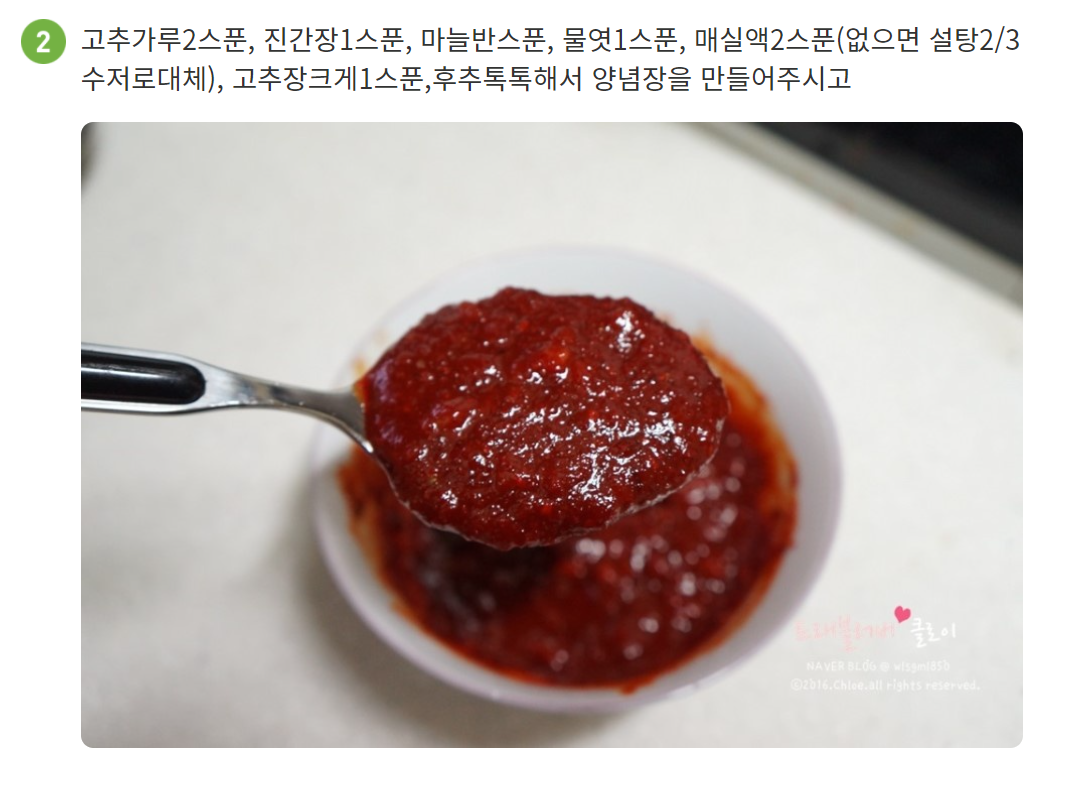 2
고추가루2스푼, 진간장1스푼, 마늘반스푼, 물엿1스푼, 매실액2스푼(없으면 설탕2/3
수저로대체), 고추장크게1스푼,후추톡톡해서 양념장을 만들어주시고
클로이
NAVER BLOG @
©2016.Chloe.all rights reserved.